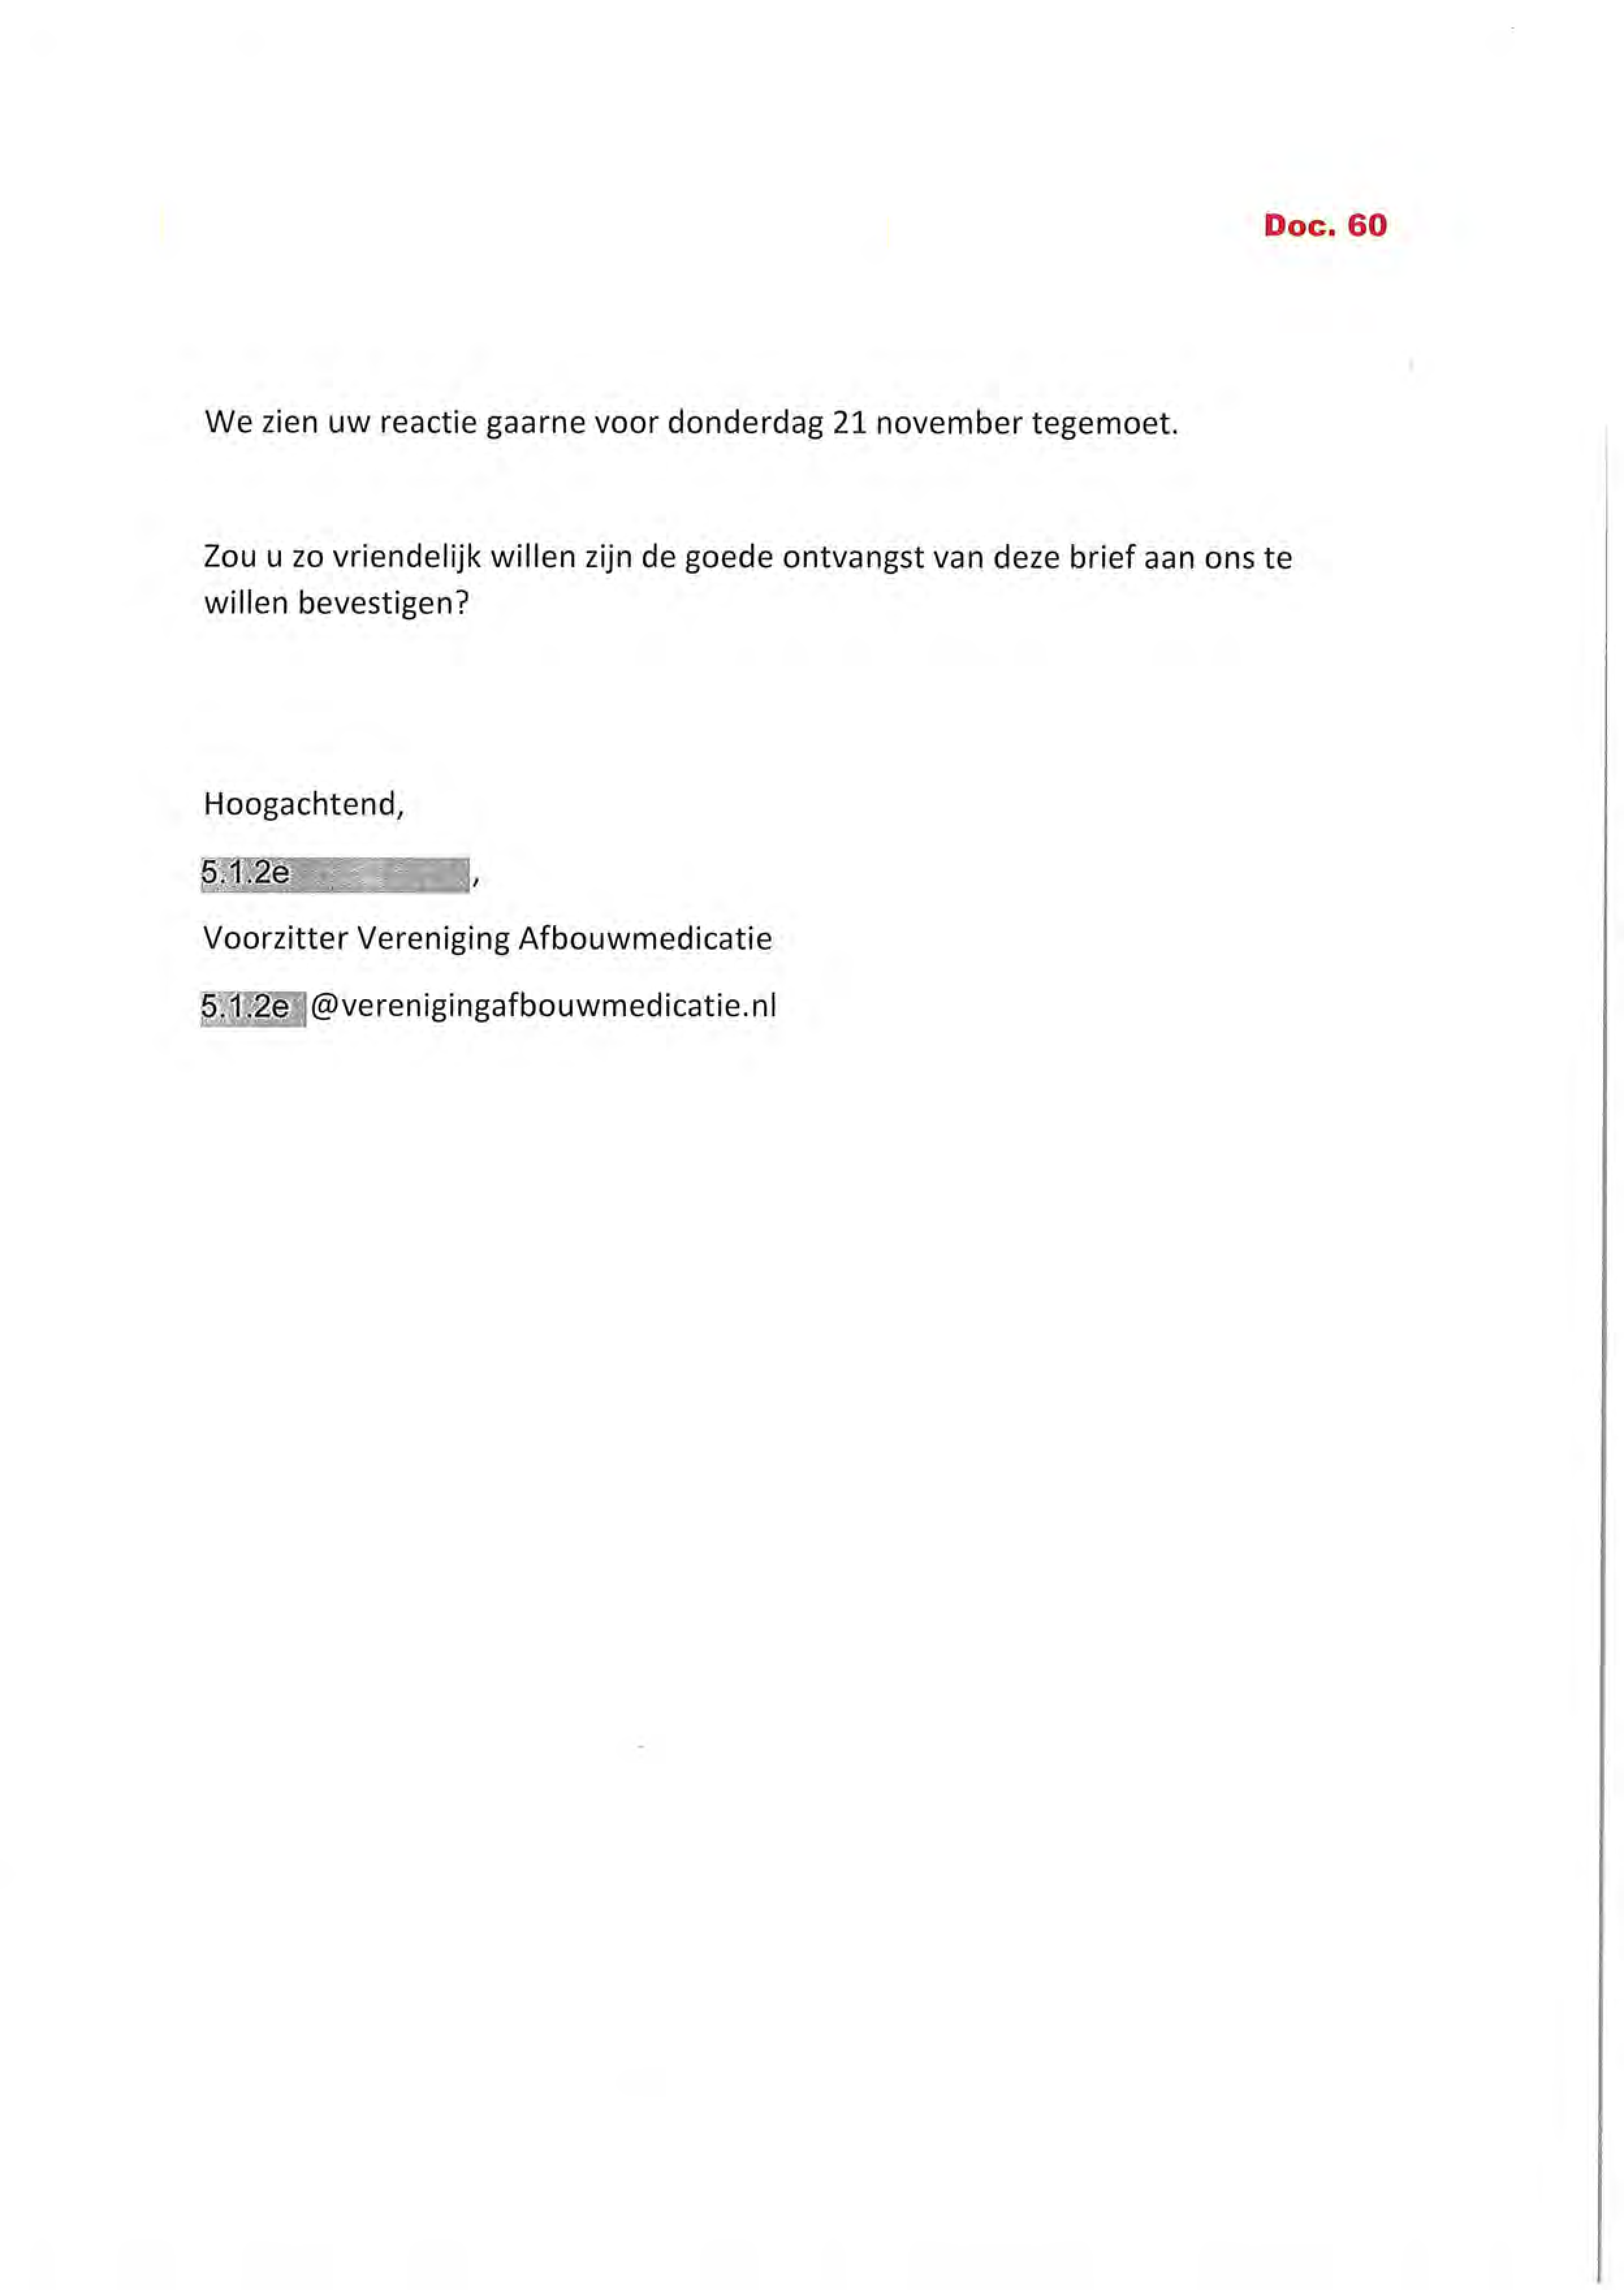 Doc. 60
We zien uw reactie gaarne voor donderdag 21 november tegemoet.
Zou u zo vriendelijk willen zijn de goede ontvangst van deze brief aan ons te
willen bevestigen?
Hoogachtend,
5.1.2e ,
Voorzitter Vereniging Afbouwmedicatie
5.1.2e @verenigingafbouwmedicatie.nl